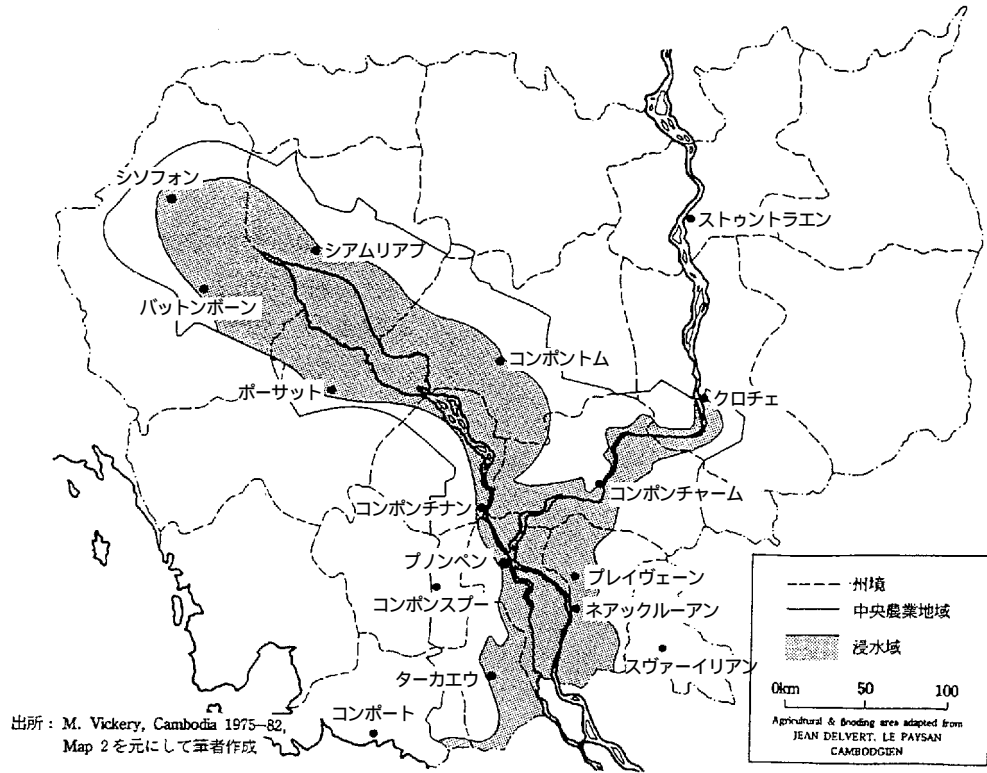 シソフォン
ストゥントラエン
シアムリアプ
バットンボーン
コンポントム
ポーサット
クロチェ
コンポンチャーム
コンポンチナン
プノンペン
プレイヴェーン
コンポンスプー
ネアックルーアン
スヴァーイリアン
ターカエウ
コンポート
州境
中央農業地域
浸水域
0km 50 100
Agricultural & flooding area adapted from
JEAN DELVERT, LE PAYSAN
CAMBODGIEN
出所：M. Vickery, Cambodia 1975–82,
Map 2 を元にして筆者作成